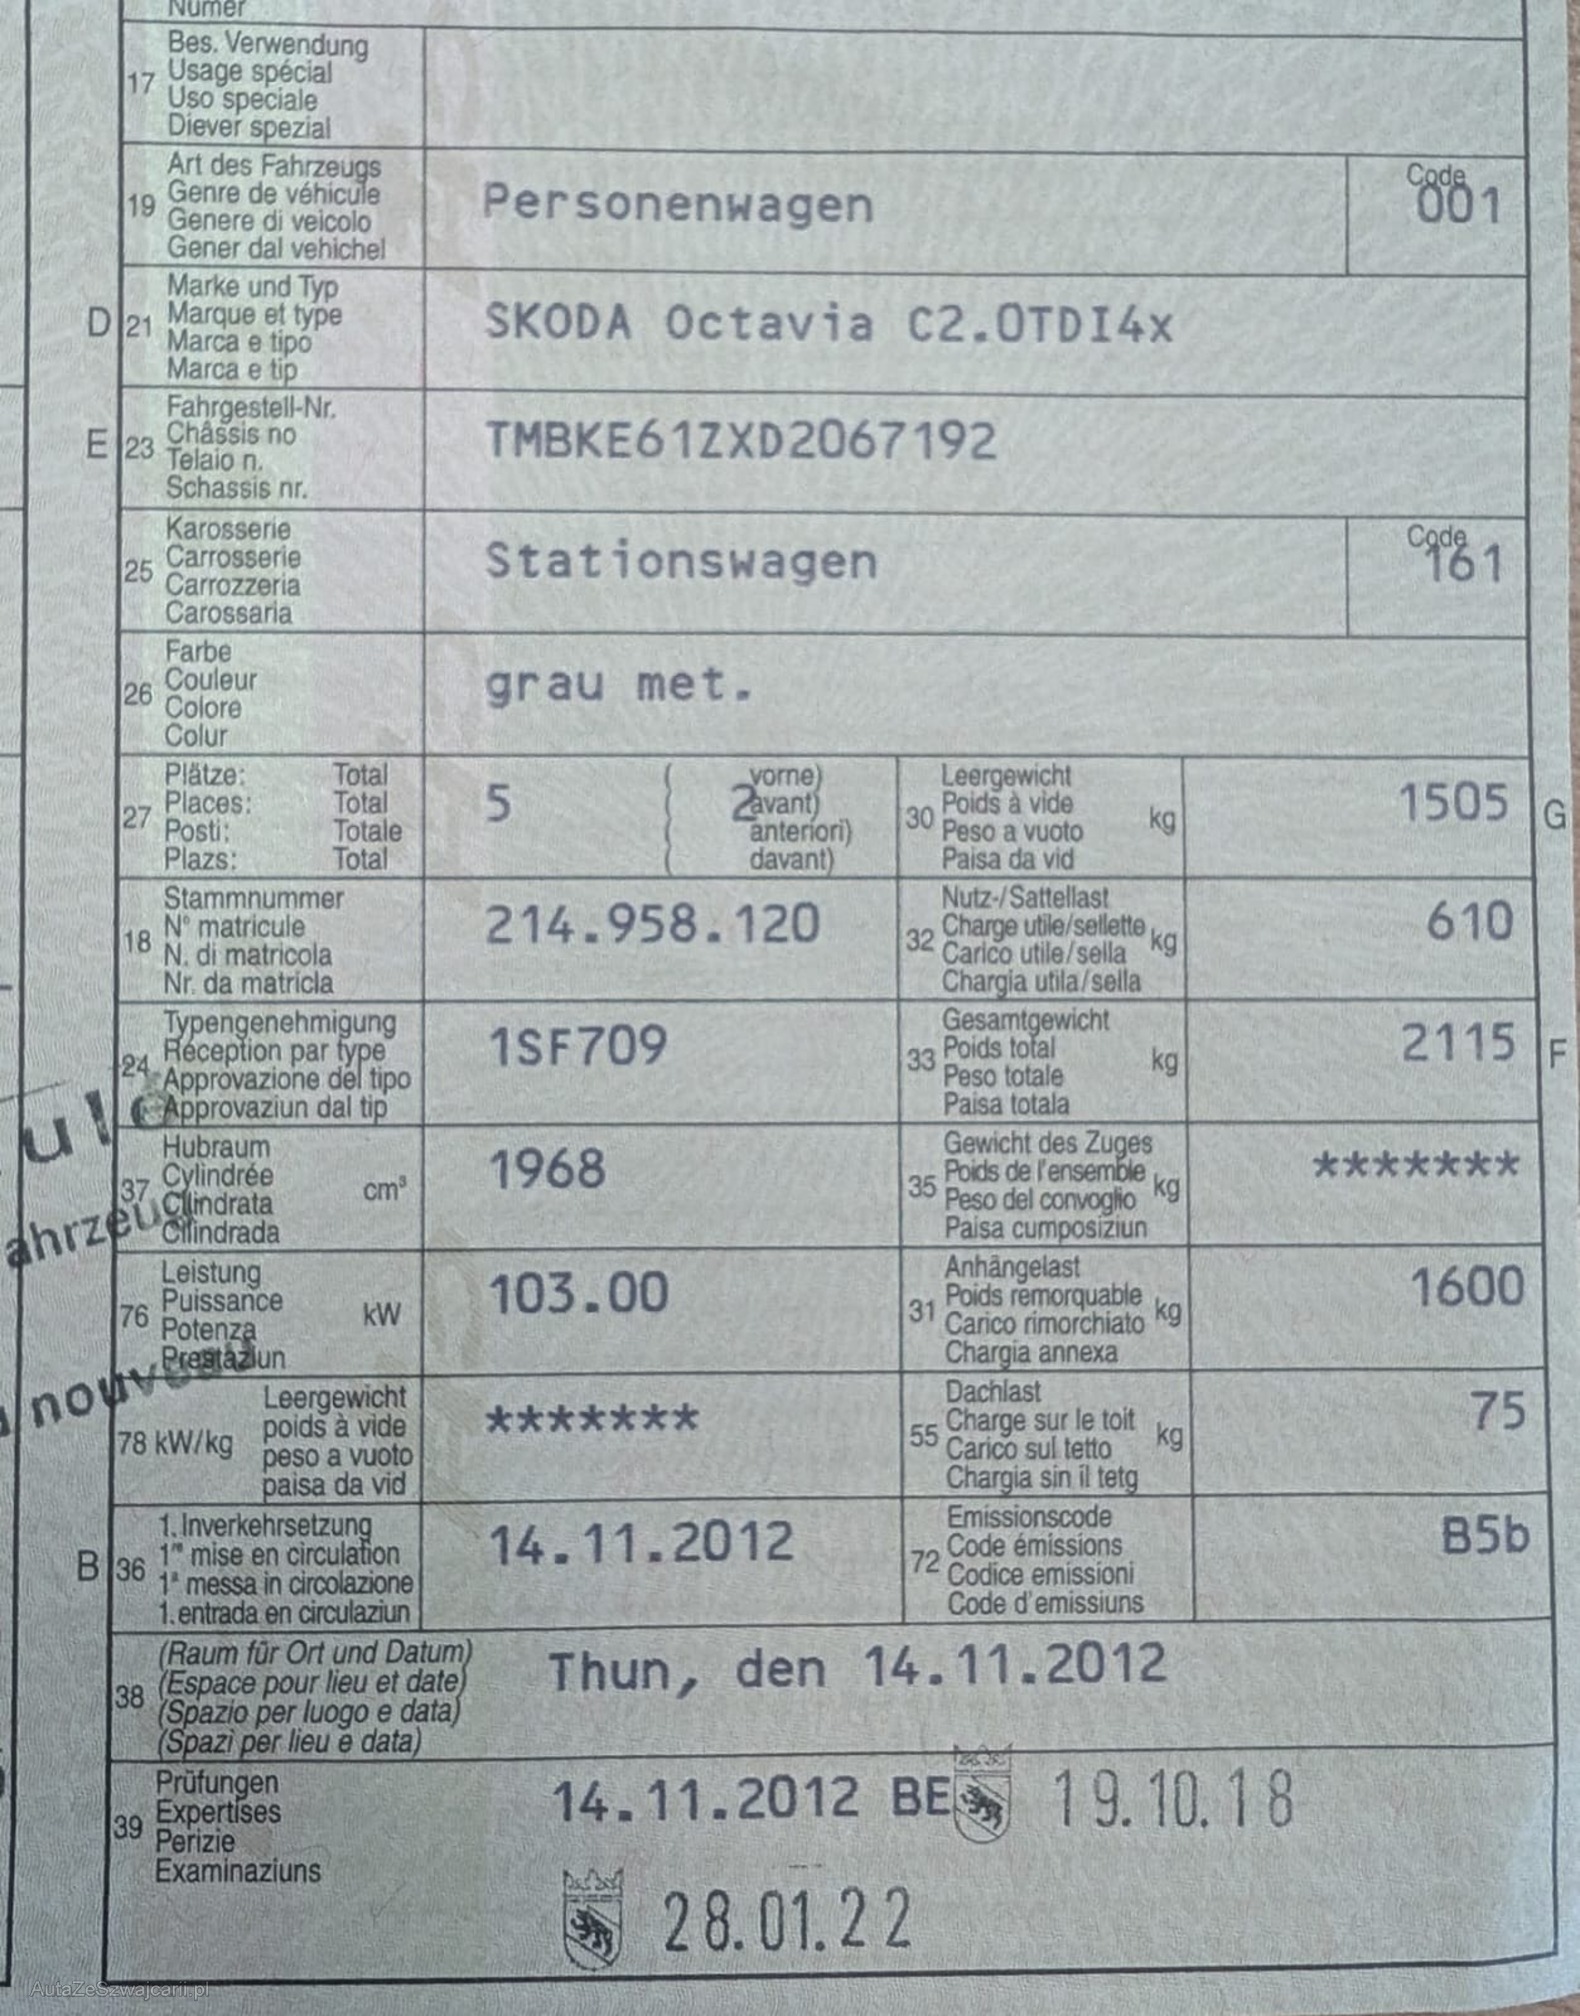 Numer
17
Bes. Verwendung
Usage spécial
Uso speciale
Diever spezial
19
Art des Fahrzeugs
Genre de véhicule
Genere di veicolo
Gener dal vehichel
Personenwagen
Code
001
D 21
Marke und Typ
Marque et type
Marca e tipo
Marca e tip
SKODA Octavia C2.0TDI4x
E 23
Fahrgestell-Nr.
Châssis no
Telaio n.
Schassis nr.
TMBKE61ZXD2067192
25
Karosserie
Carrosserie
Carrozzeria
Carossaria
Stationswagen
Code
161
26
Farbe
Couleur
Colore
Colur
grau met.
27
Plätze: Total
Places: Total
Posti: Totale
Plazs: Total
5
2
( vorne)
( avant)
( anteriori)
( davant)
30
Leergewicht
Poids à vide
Peso a vuoto
Paisa da vid
kg
1505
G
18
Stammnummer
N° matricule
N. di matricola
Nr. da matricla
214.958.120
32
Nutz-/Sattellast
Charge utile/sellette
Carico utile/sella
Chargia utila/sella
kg
610
24
Typengenehmigung
Réception par type
Approvazione del tipo
Approvaziun dal tip
1SF709
33
Gesamtgewicht
Poids total
Peso totale
Paisa totala
kg
2115
F
ulé
37
Hubraum
Cylindrée
Cilindrata
Cilindrada
cm³
1968
35
Gewicht des Zuges
Poids de l'ensemble
Peso del convoglio
Paisa cumposiziun
kg
*******
ahrzeug
76
Leistung
Puissance
Potenza
Prestaziun
kW
103.00
31
Anhängelast
Poids remorquable
Carico rimorchiato
Chargia annexa
kg
1600
nouveau
78 kW/kg
Leergewicht
poids à vide
peso a vuoto
paisa da vid
*******
55
Dachlast
Charge sur le toit
Carico sul tetto
Chargia sin il tetg
kg
75
B 36
1. Inverkehrsetzung
1re mise en circulation
1a messa in circolazione
1. entrada en circulaziun
14.11.2012
72
Emissionscode
Code émissions
Codice emissioni
Code d'emissiuns
B5b
38
(Raum für Ort und Datum)
(Espace pour lieu et date)
(Spazio per luogo e data)
(Spazi per lieu e data)
Thun, den 14.11.2012
39
Prüfungen
Expertises
Perizie
Examinaziuns
14.11.2012 BE
19.10.18
28.01.22
AutaZeSzwajcarii.pl